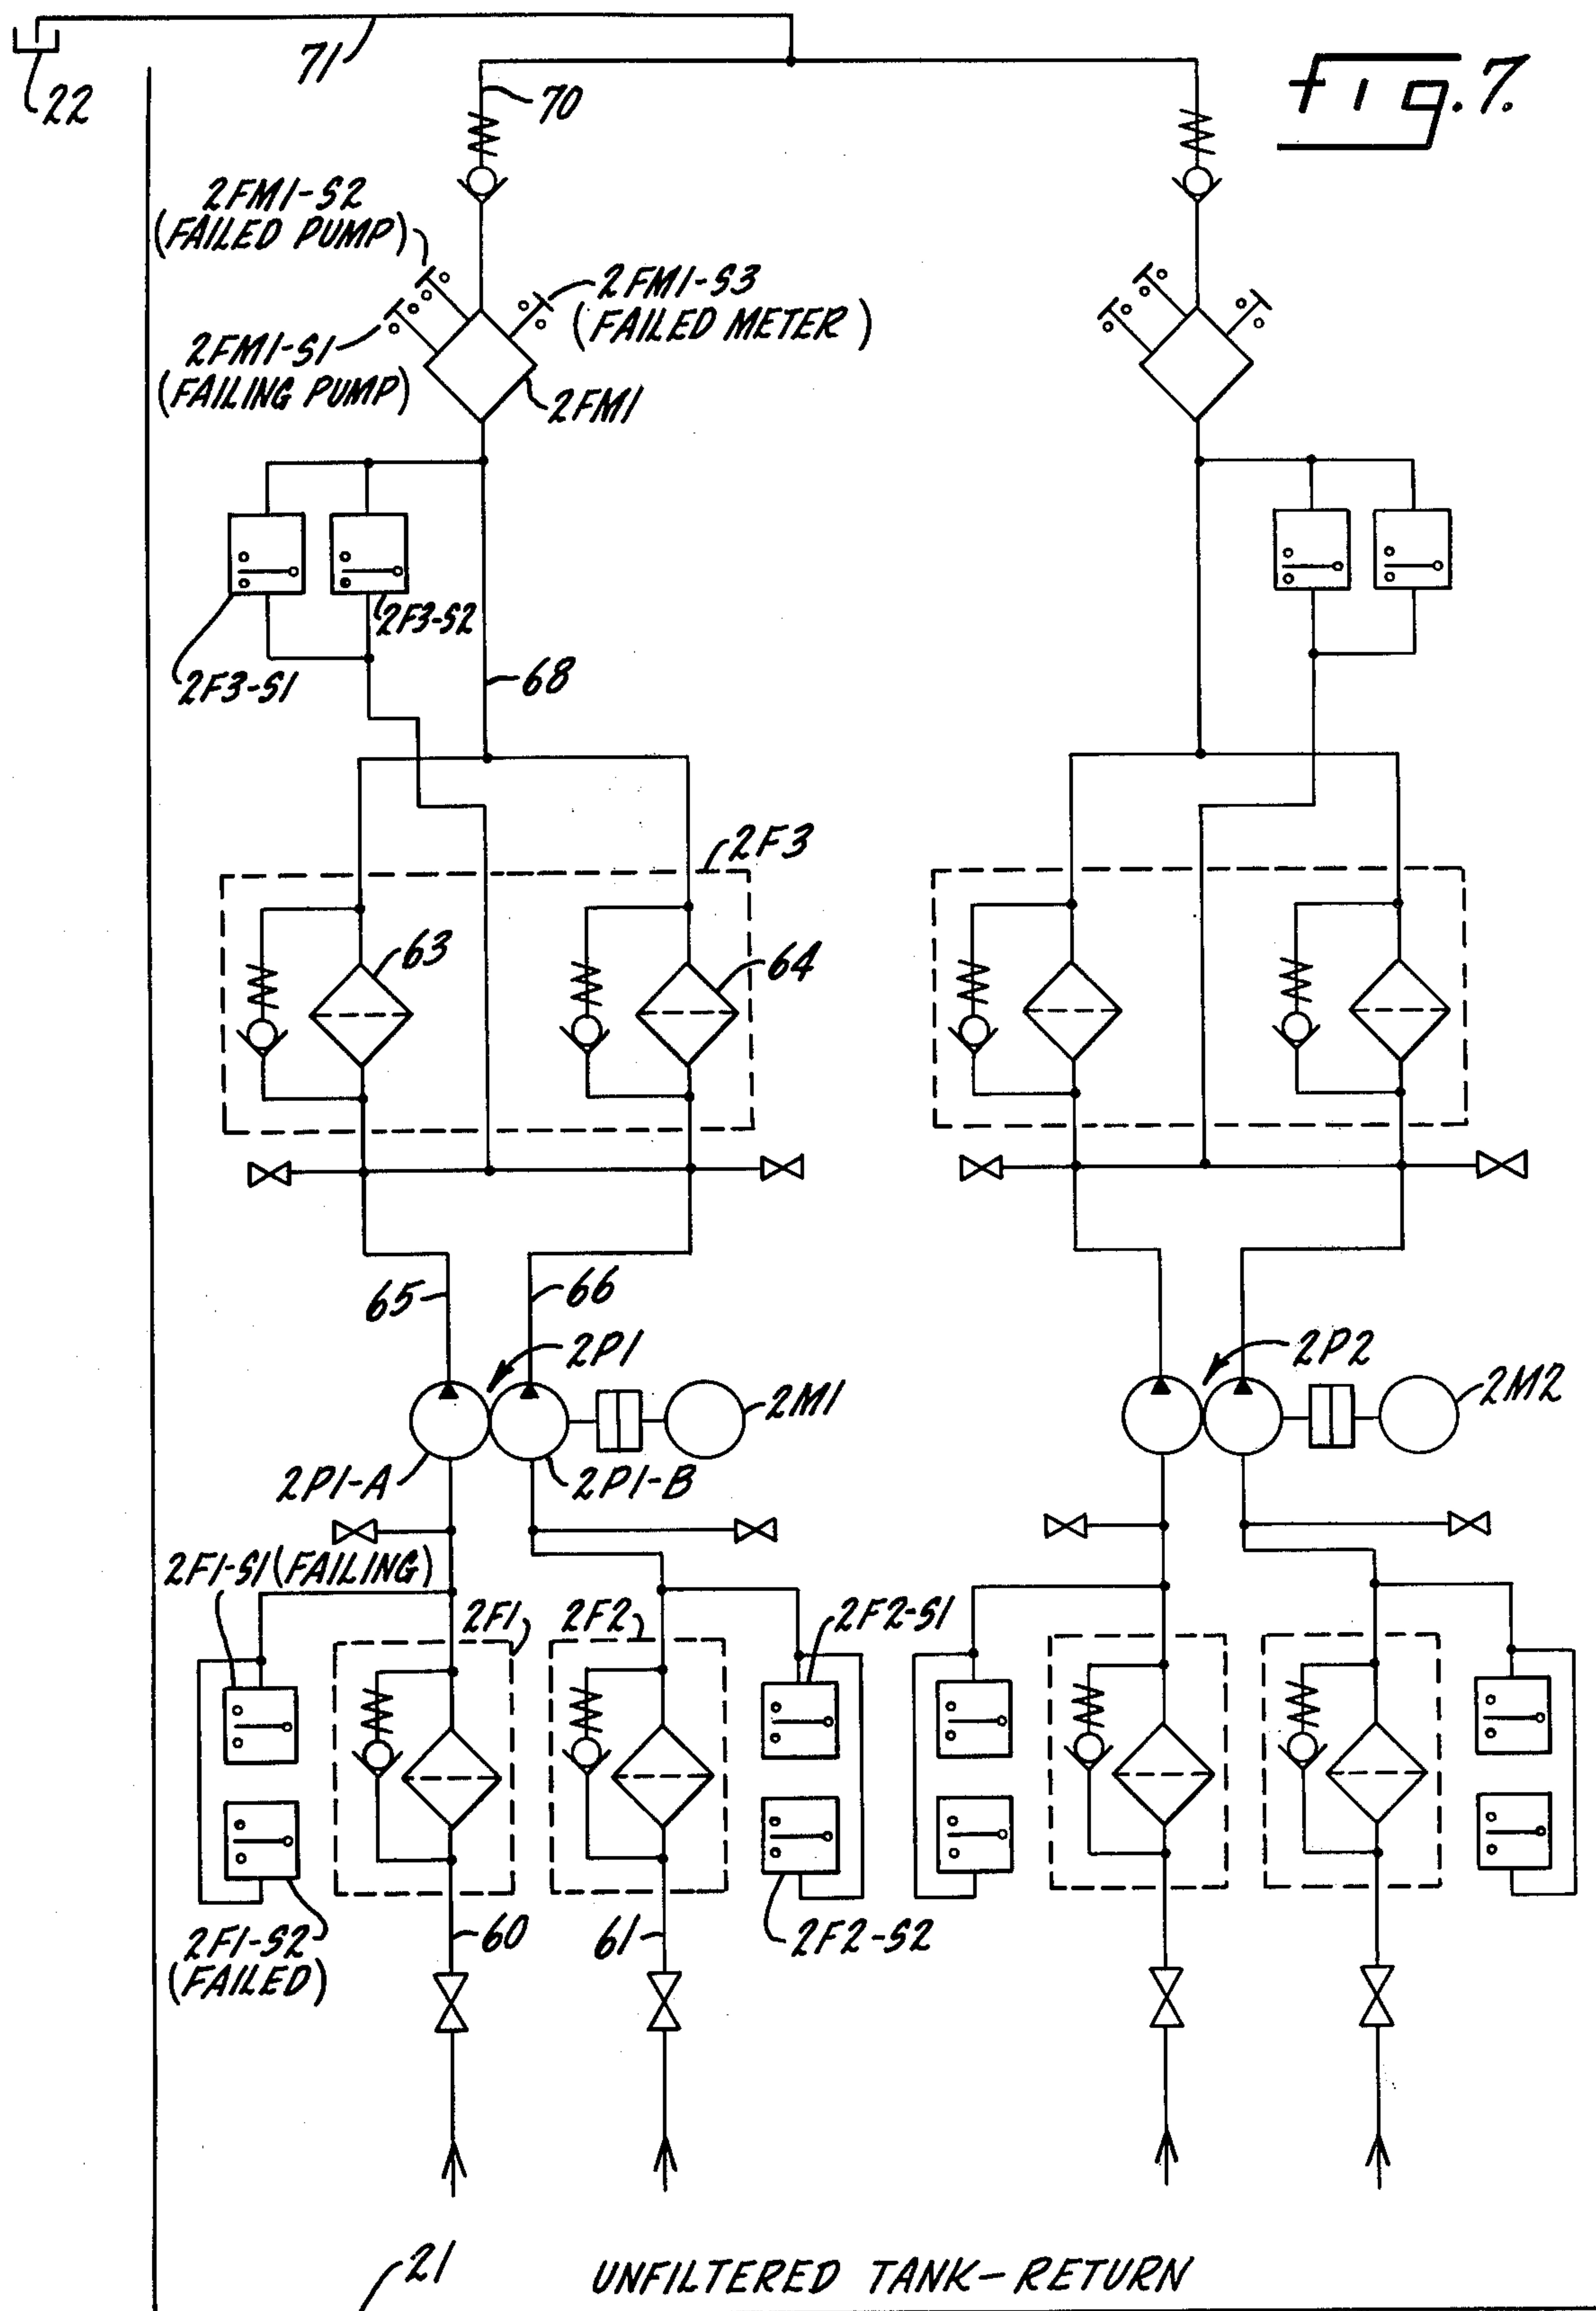 Fig. 7.
71
22
70
2FM1-S2
(FAILED PUMP)
2FM1-S3
(FAILED METER)
2FM1-S1
(FAILING PUMP)
2FM1
2F3-S2
2F3-S1
68
2F3
63
64
65
66
2P1
2P2
2M1
2M2
2P1-A
2P1-B
2F1-S1 (FAILING)
2F1
2F2
2F2-S1
2F1-S2
(FAILED)
60
61
2F2-S2
21
UNFILTERED TANK-RETURN